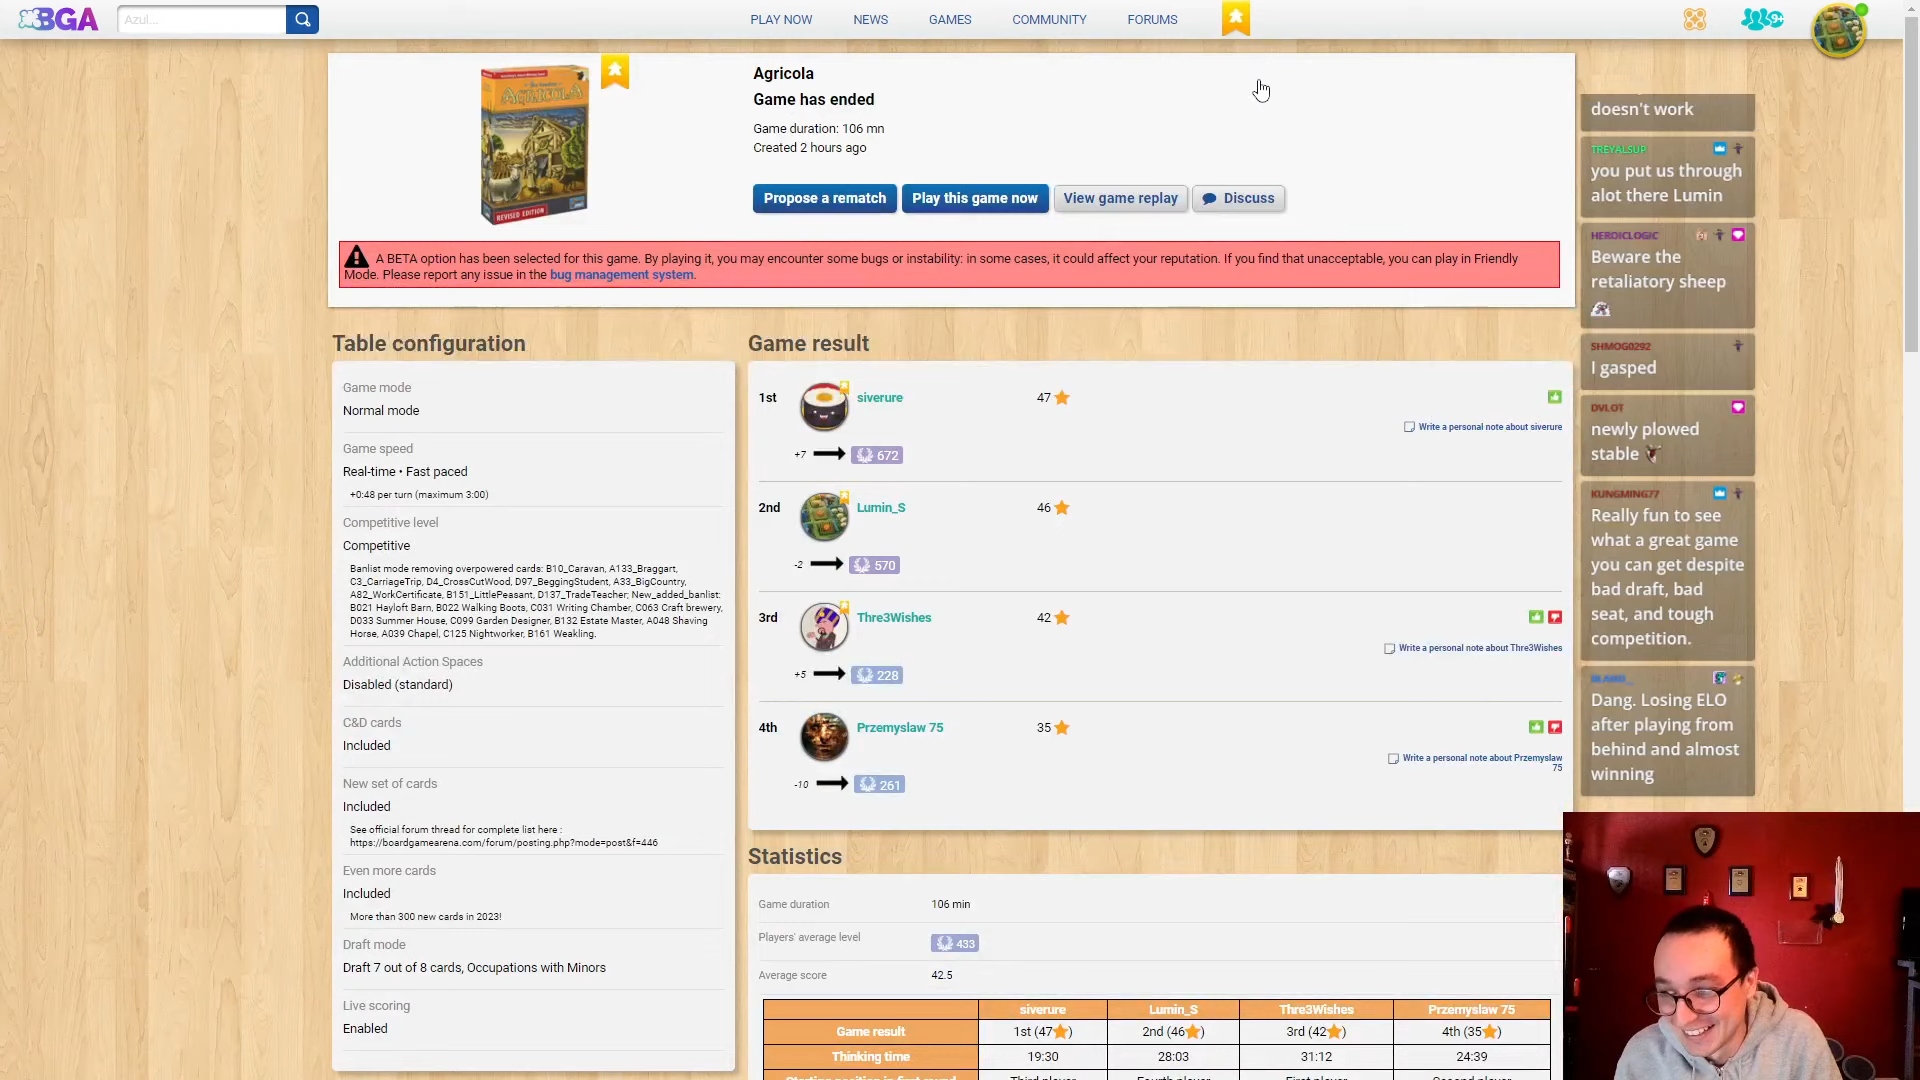 BGA
Azul...
PLAY NOW
NEWS
GAMES
COMMUNITY
FORUMS
9+
AGRICOLA
REVISED EDITION
Agricola
Game has ended
Game duration: 106 mn
Created 2 hours ago
Propose a rematch
Play this game now
View game replay
Discuss
A BETA option has been selected for this game. By playing it, you may encounter some bugs or instability: in some cases, it could affect your reputation. If you find that unacceptable, you can play in Friendly
Mode. Please report any issue in the bug management system.
Table configuration
Game mode
Normal mode
Game speed
Real-time • Fast paced
+0:48 per turn (maximum 3:00)
Competitive level
Competitive
Banlist mode removing overpowered cards: B10_Caravan, A133_Braggart,
C3_CarriageTrip, D4_CrossCutWood, D97_BeggingStudent, A33_BigCountry,
A82_WorkCertificate, B151_LittlePeasant, D137_TradeTeacher; New_added_banlist:
B021 Hayloft Barn, B022 Walking Boots, C031 Writing Chamber, C063 Craft brewery,
D033 Summer House, C099 Garden Designer, B132 Estate Master, A048 Shaving
Horse, A039 Chapel, C125 Nightworker, B161 Weakling.
Additional Action Spaces
Disabled (standard)
C&D cards
Included
New set of cards
Included
See official forum thread for complete list here :
https://boardgamearena.com/forum/posting.php?mode=post&f=446
Even more cards
Included
More than 300 new cards in 2023!
Draft mode
Draft 7 out of 8 cards, Occupations with Minors
Live scoring
Enabled
Game result
1st
siverure
47
Write a personal note about siverure
+7
672
2nd
Lumin_S
46
-2
570
3rd
Thre3Wishes
42
Write a personal note about Thre3Wishes
+5
228
4th
Przemyslaw 75
35
Write a personal note about Przemyslaw
75
-10
261
Statistics
Game duration
106 min
Players' average level
433
Average score
42.5
siverure
Lumin_S
Thre3Wishes
Przemyslaw 75
Game result
1st (47)
2nd (46)
3rd (42)
4th (35)
Thinking time
19:30
28:03
31:12
24:39
doesn't work
TREYALSUP
you put us through
alot there Lumin
HEROICLOGIC
Beware the
retaliatory sheep
SHMOG0292
I gasped
DVLOT
newly plowed
stable
KUNGMING77
Really fun to see
what a great game
you can get despite
bad draft, bad
seat, and tough
competition.
Dang. Losing ELO
after playing from
behind and almost
winning